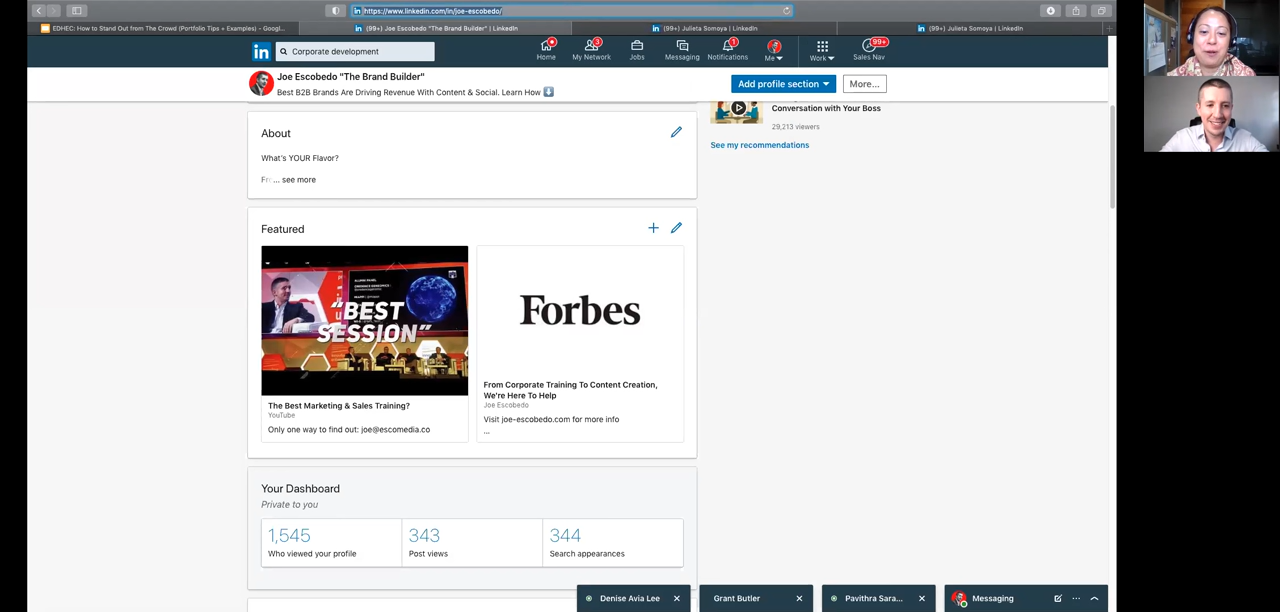 https://www.linkedin.com/in/joe-escobedo/
EDHEC: How to Stand Out from The Crowd (Portfolio Tips + Examples) - Googl...
(99+) Joe Escobedo "The Brand Builder" | LinkedIn
(99+) Julieta Somoya | LinkedIn
(99+) Julieta Somoya | LinkedIn
in
Corporate development
Home
3
My Network
Jobs
Messaging
1
Notifications
Me
Work
99+
Sales Nav
Joe Escobedo "The Brand Builder"
Best B2B Brands Are Driving Revenue With Content & Social. Learn How
Add profile section
More...
Conversation with Your Boss
29,213 viewers
See my recommendations
About
What's YOUR Flavor?
... see more
Featured
"BEST
SESSION"
The Best Marketing & Sales Training?
YouTube
Only one way to find out: joe@escomedia.co
Forbes
From Corporate Training To Content Creation,
We're Here To Help
Joe Escobedo
Visit joe-escobedo.com for more info
...
Your Dashboard
Private to you
1,545
Who viewed your profile
343
Post views
344
Search appearances
Denise Avia Lee
Grant Butler
Pavithra Sara...
Messaging